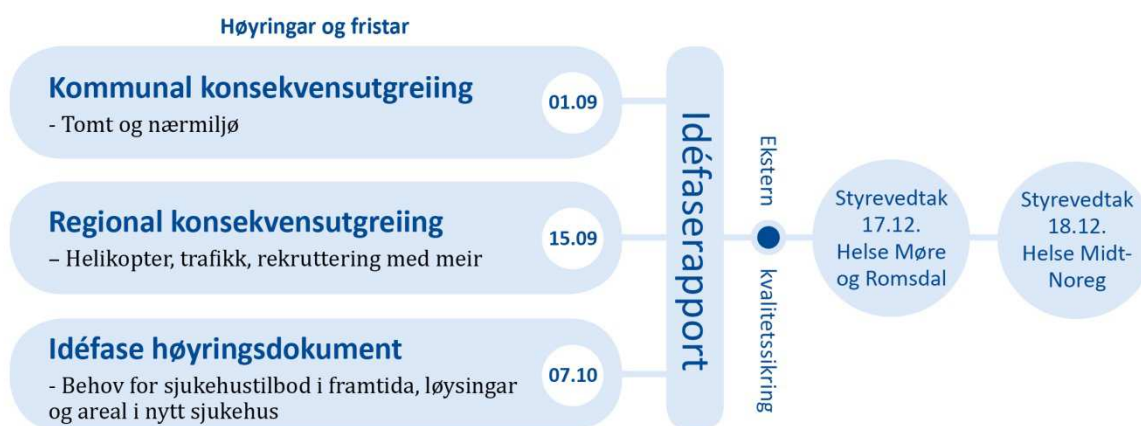 Høyringar og fristar
Kommunal konsekvensutgreiing
- Tomt og nærmiljø
01.09
Regional konsekvensutgreiing
– Helikopter, trafikk, rekruttering med meir
15.09
Idéfase høyringsdokument
- Behov for sjukehustilbod i framtida, løysingar
og areal i nytt sjukehus
07.10
Idéfaserapport
Ekstern
kvalitetssikring
Styrevedtak
17.12.
Helse Møre
og Romsdal
Styrevedtak
18.12.
Helse Midt-
Noreg